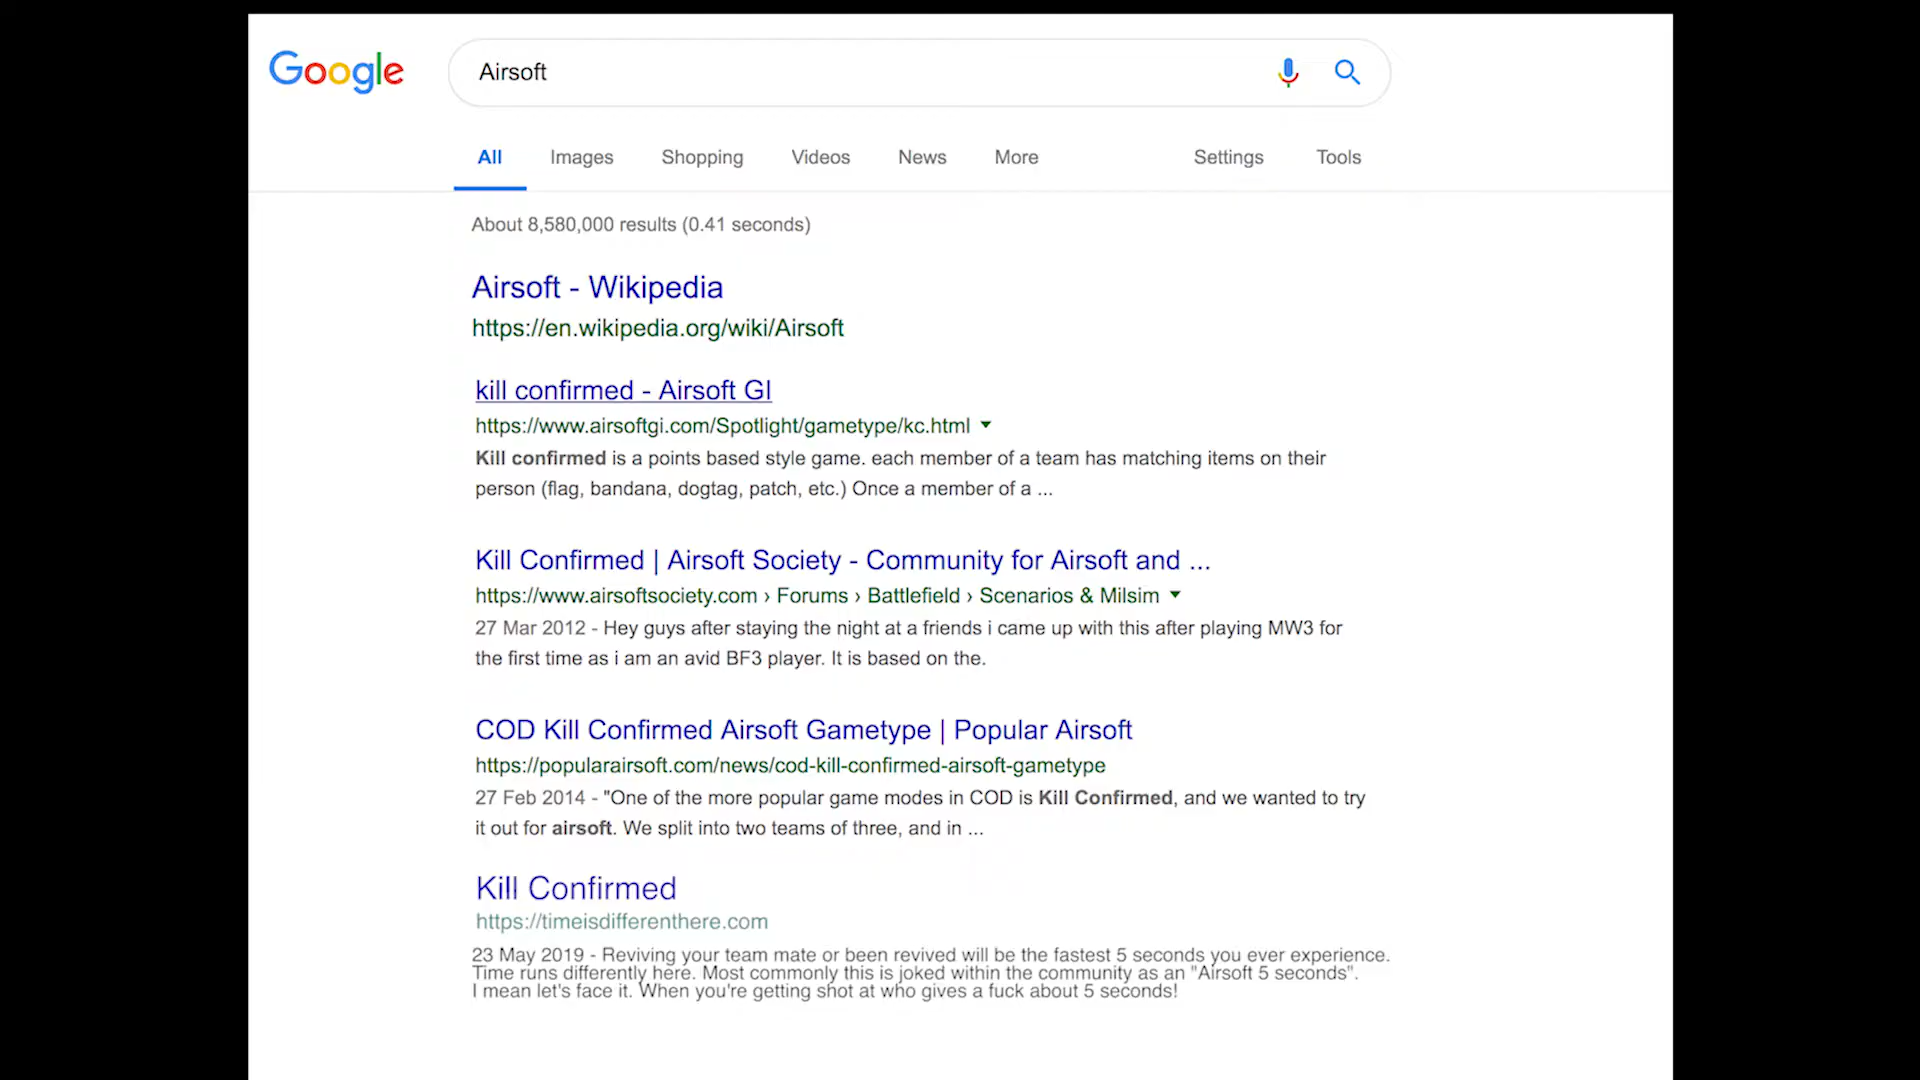 Google
Airsoft
All Images Shopping Videos News More Settings Tools
About 8,580,000 results (0.41 seconds)
Airsoft - Wikipedia
https://en.wikipedia.org/wiki/Airsoft
kill confirmed - Airsoft GI
https://www.airsoftgi.com/Spotlight/gametype/kc.html
Kill confirmed is a points based style game. each member of a team has matching items on their
person (flag, bandana, dogtag, patch, etc.) Once a member of a ...
Kill Confirmed | Airsoft Society - Community for Airsoft and ...
https://www.airsoftsociety.com › Forums › Battlefield › Scenarios & Milsim
27 Mar 2012 - Hey guys after staying the night at a friends i came up with this after playing MW3 for
the first time as i am an avid BF3 player. It is based on the.
COD Kill Confirmed Airsoft Gametype | Popular Airsoft
https://popularairsoft.com/news/cod-kill-confirmed-airsoft-gametype
27 Feb 2014 - "One of the more popular game modes in COD is Kill Confirmed, and we wanted to try
it out for airsoft. We split into two teams of three, and in ...
Kill Confirmed
https://timeisdifferenthere.com
23 May 2019 - Reviving your team mate or been revived will be the fastest 5 seconds you ever experience.
Time runs differently here. Most commonly this is joked within the community as an "Airsoft 5 seconds".
I mean let's face it. When you're getting shot at who gives a fuck about 5 seconds!